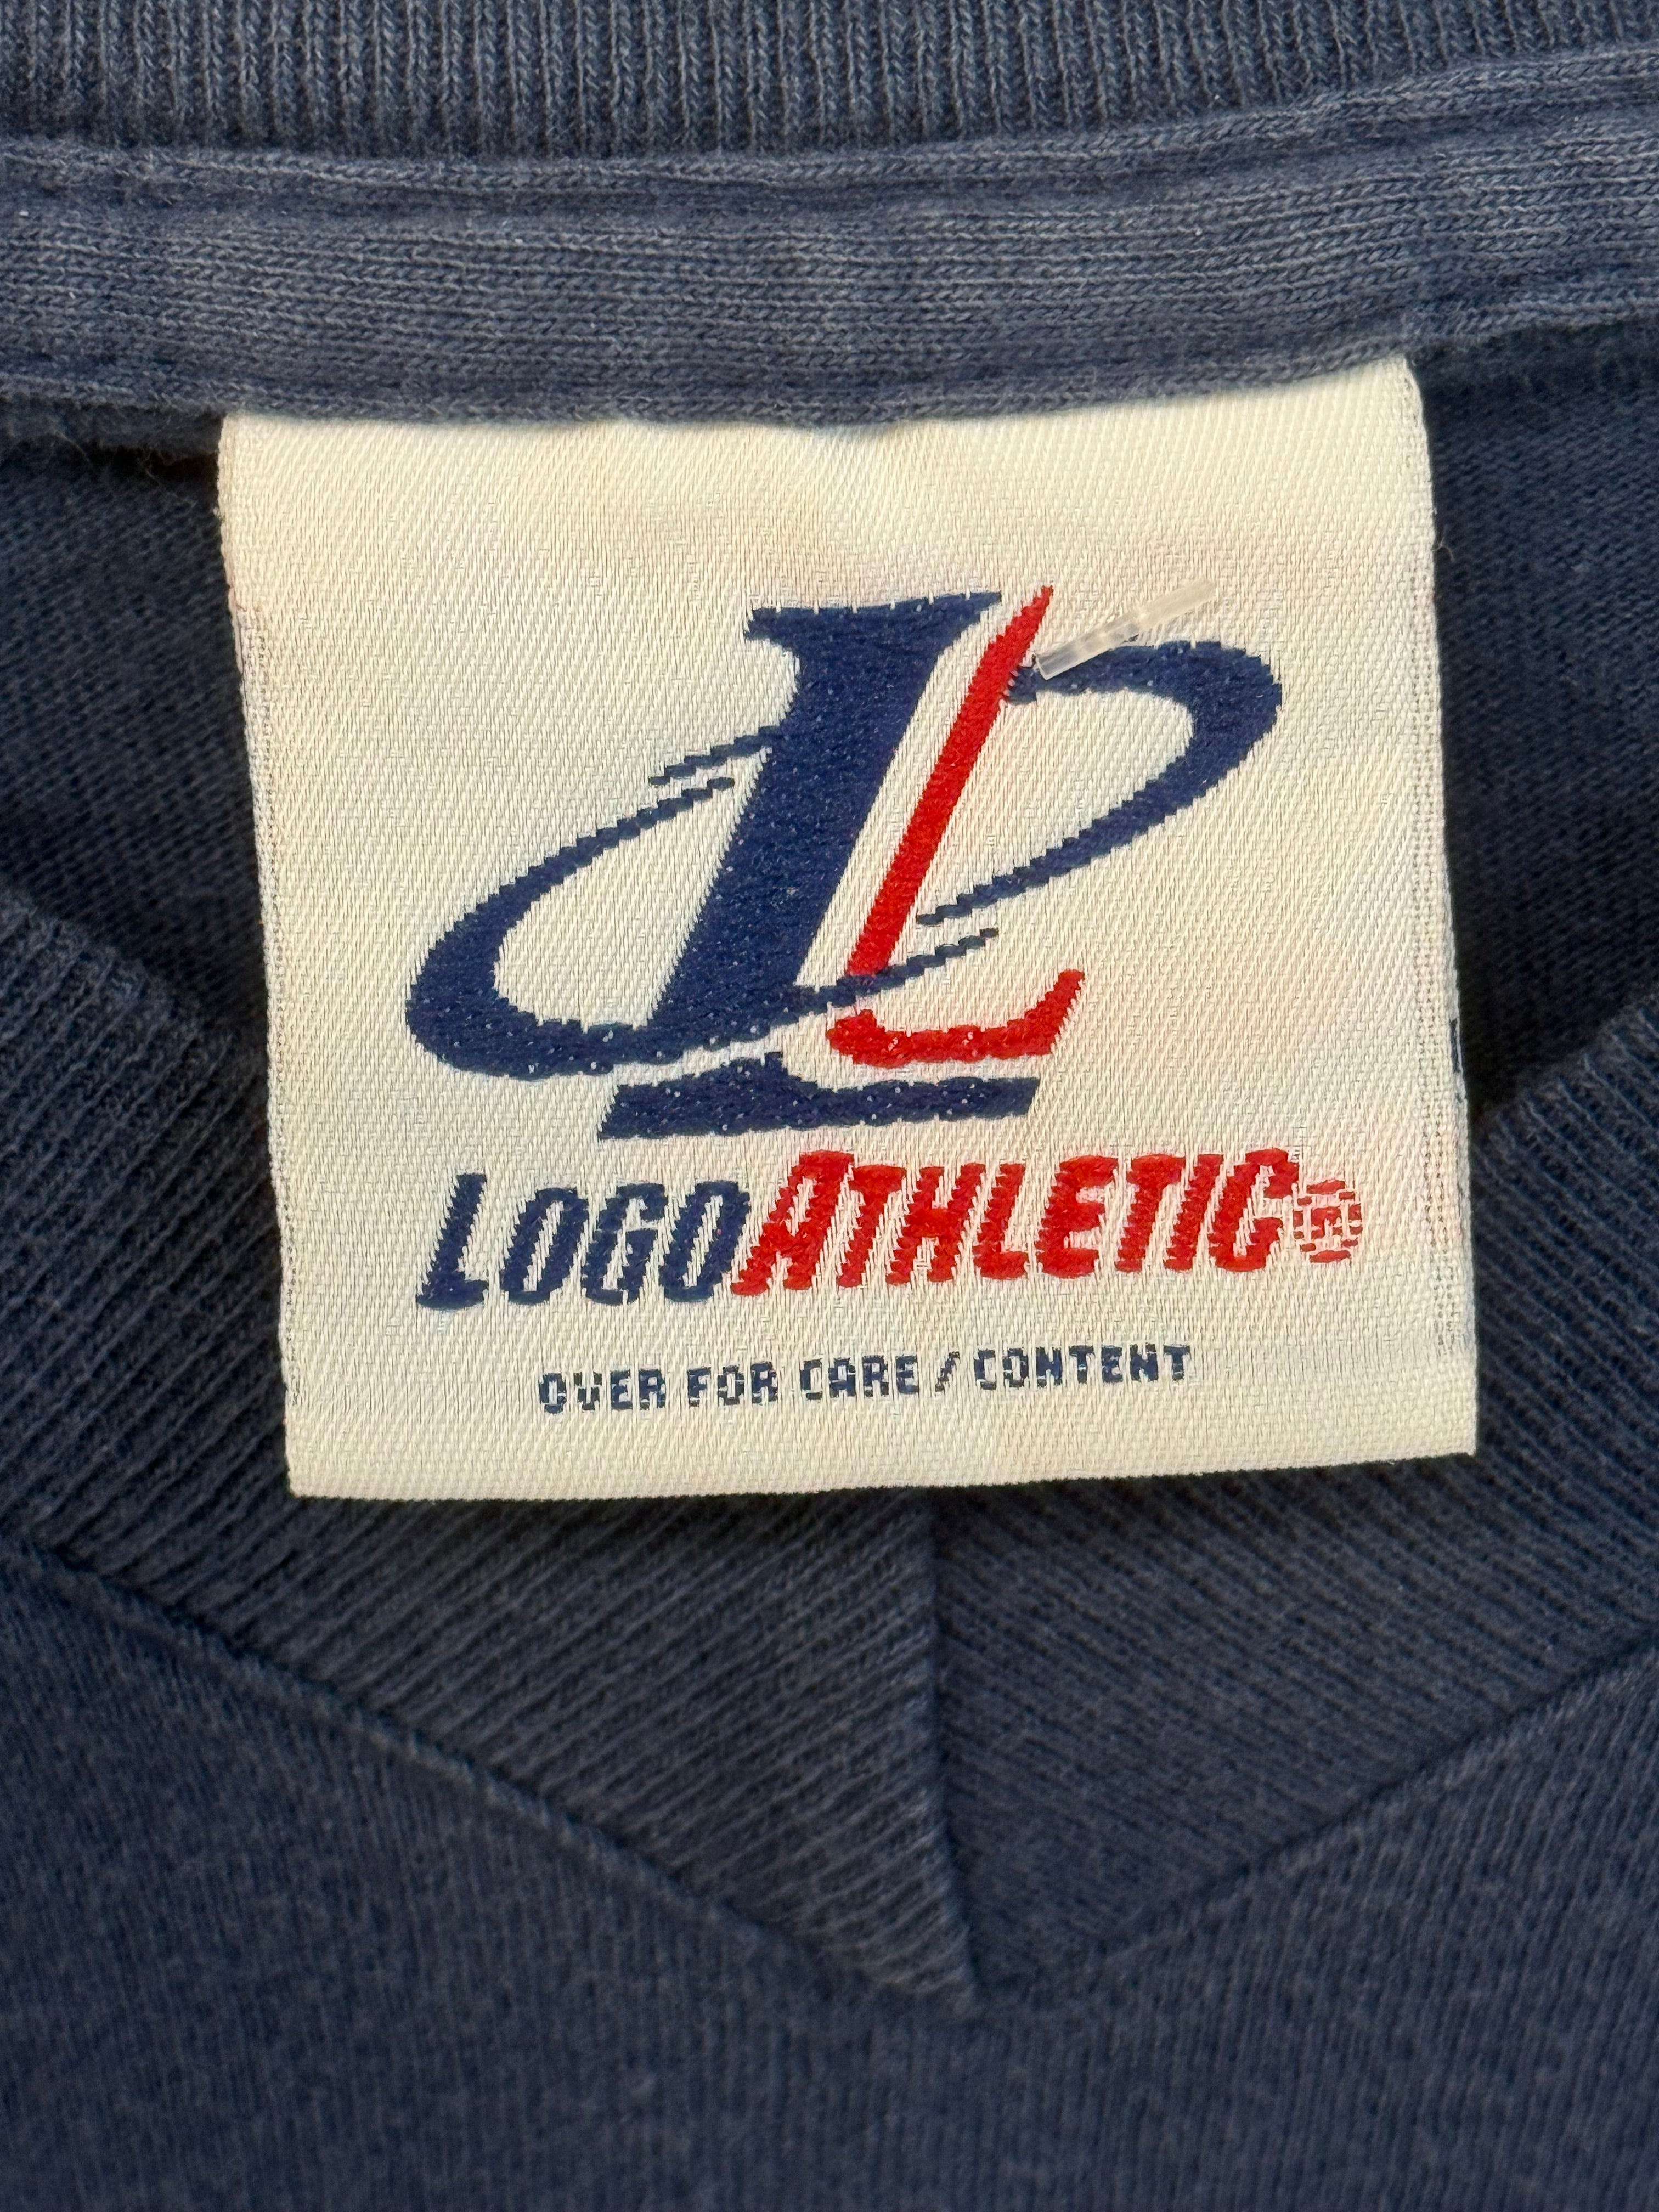 L
LOGOATHLETIC®
OVER FOR CARE / CONTENT